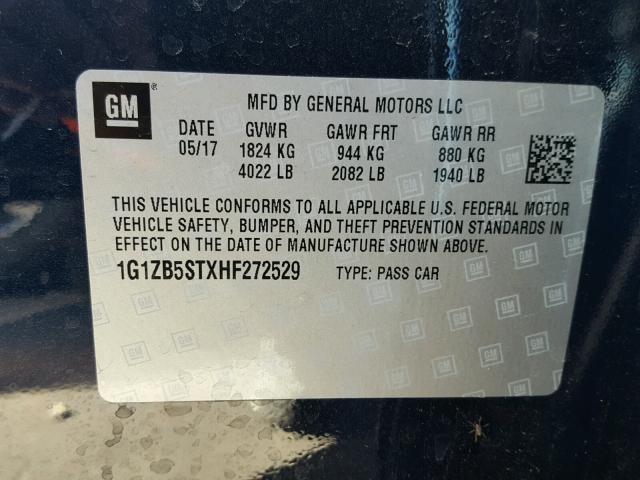 GM ®
MFD BY GENERAL MOTORS LLC
DATE GVWR GAWR FRT GAWR RR
05/17 1824 KG 944 KG 880 KG
4022 LB 2082 LB 1940 LB
THIS VEHICLE CONFORMS TO ALL APPLICABLE U.S. FEDERAL MOTOR
VEHICLE SAFETY, BUMPER, AND THEFT PREVENTION STANDARDS IN
EFFECT ON THE DATE OF MANUFACTURE SHOWN ABOVE.
1G1ZB5STXHF272529 TYPE: PASS CAR